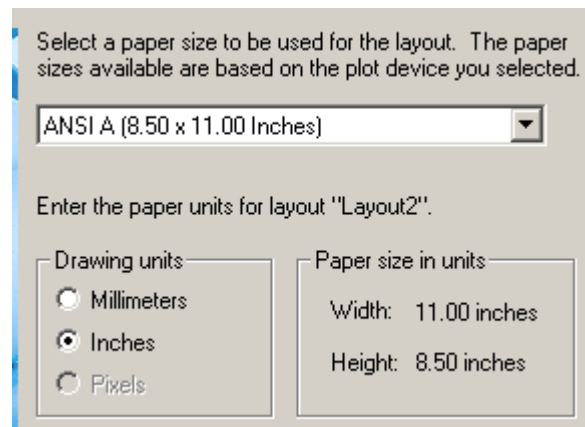 Select a paper size to be used for the layout. The paper
sizes available are based on the plot device you selected.
ANSI A (8.50 x 11.00 Inches)
Enter the paper units for layout "Layout2".
Drawing units
Millimeters
Inches
Pixels
Paper size in units
Width: 11.00 inches
Height: 8.50 inches